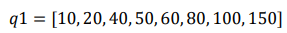 q1 = [10, 20, 40, 50, 60, 80, 100, 150]